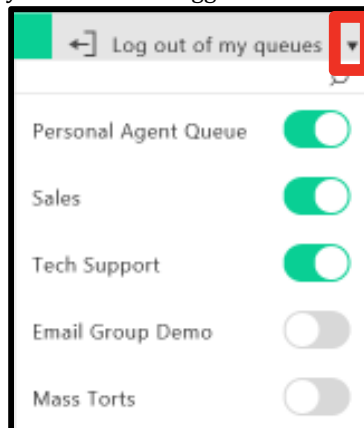 Log out of my queues
Personal Agent Queue
Sales
Tech Support
Email Group Demo
Mass Torts